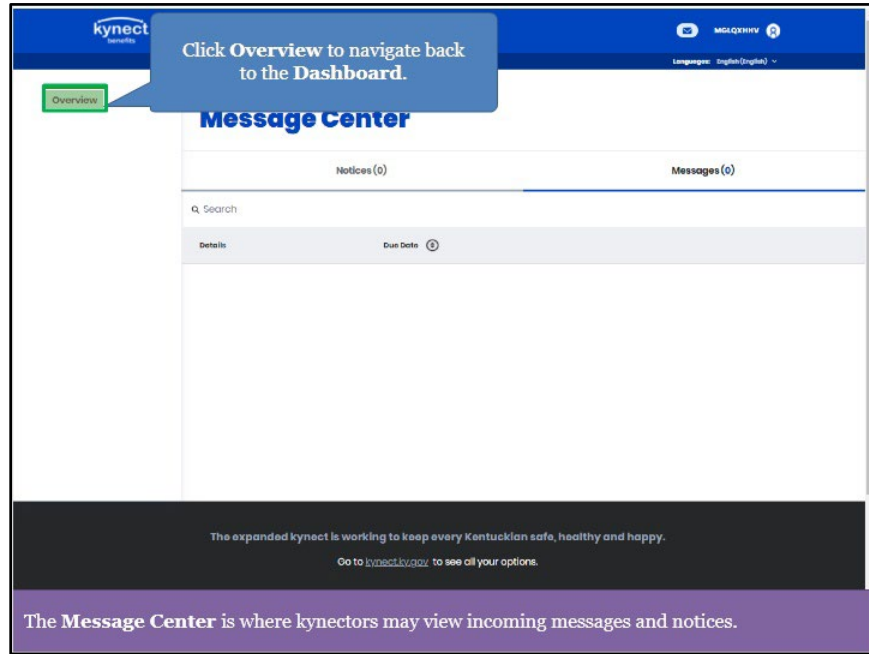 kynect
benefits
MGLQXHHV
Languages: English (English)
Click Overview to navigate back
to the Dashboard.
Overview
Message Center
Notices (0)
Messages (0)
Search
Details
Due Date
The expanded kynect is working to keep every Kentuckian safe, healthy and happy.
Go to kynect.ky.gov to see all your options.
The Message Center is where kynectors may view incoming messages and notices.